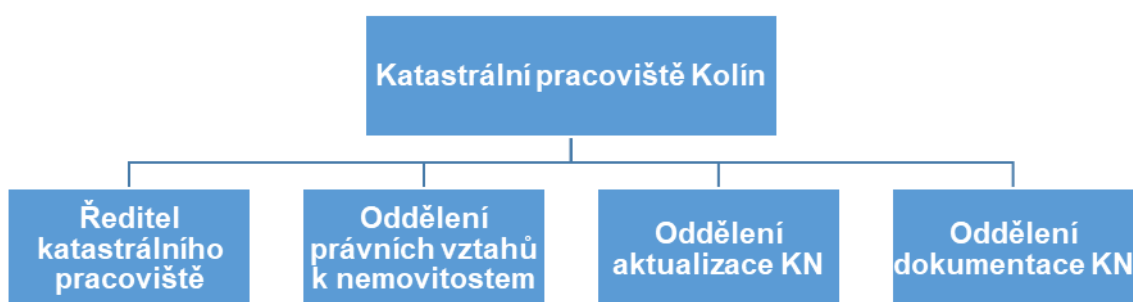 Katastrální pracoviště Kolín
Ředitel
katastrálního
pracoviště
Oddělení
právních vztahů
k nemovitostem
Oddělení
aktualizace KN
Oddělení
dokumentace KN